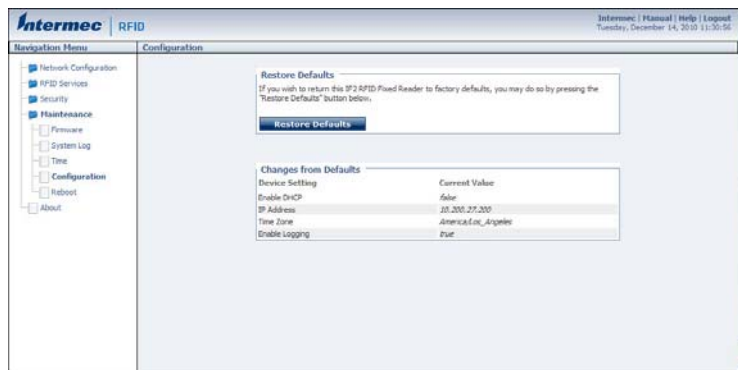 Intermec | RFID
Intermec | Manual | Help | Logout
Tuesday, December 14, 2010 11:30:56
Navigation Menu
Configuration
Network Configuration
RFID Services
Security
Maintenance
Firmware
System Log
Time
Configuration
Reboot
About
Restore Defaults
If you wish to return this IF2 RFID Fixed Reader to factory defaults, you may do so by pressing the
"Restore Defaults" button below.
Restore Defaults
Changes from Defaults
Device Setting Current Value
Enable DHCP false
IP Address 10.200.27.200
Time Zone America/Los_Angeles
Enable Logging true